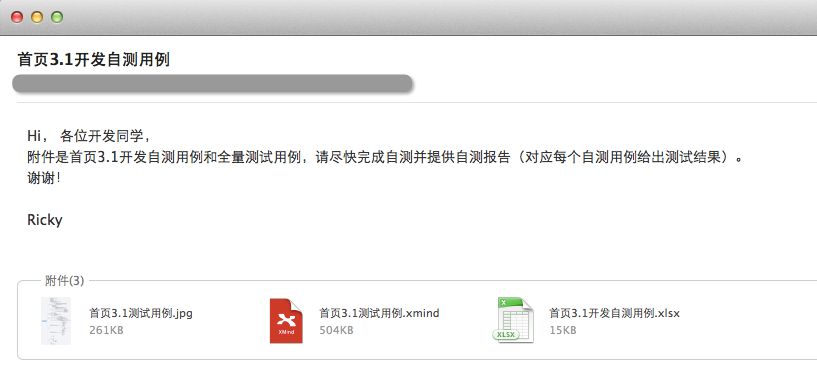 首页3.1开发自测用例
Hi， 各位开发同学，
附件是首页3.1开发自测用例和全量测试用例，请尽快完成自测并提供自测报告（对应每个自测用例给出测试结果）。
谢谢！
Ricky
附件(3)
首页3.1测试用例.jpg
261KB
XMind
首页3.1测试用例.xmind
504KB
X
XLSX
首页3.1开发自测用例.xlsx
15KB